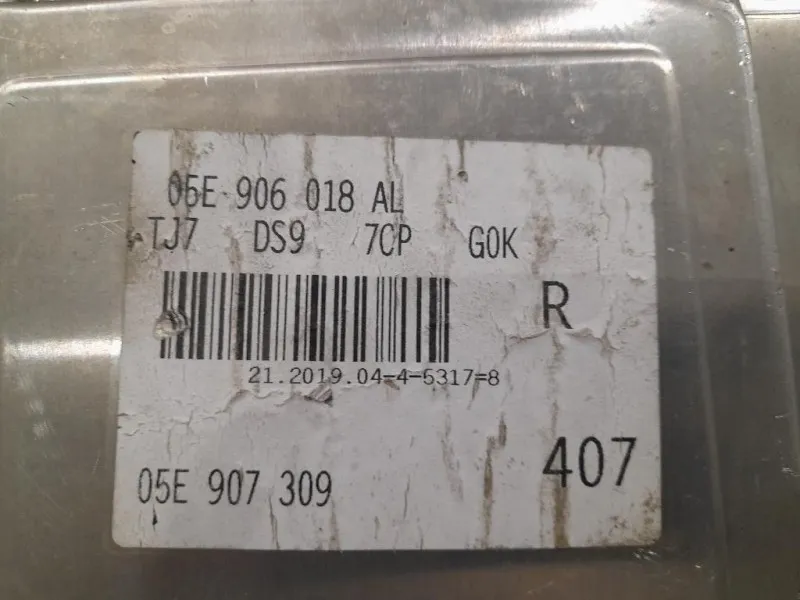 05E 906 018 AL
TJ7 DS9 7CP G0K
R
21.2019.04-4-5317=8
407
05E 907 309